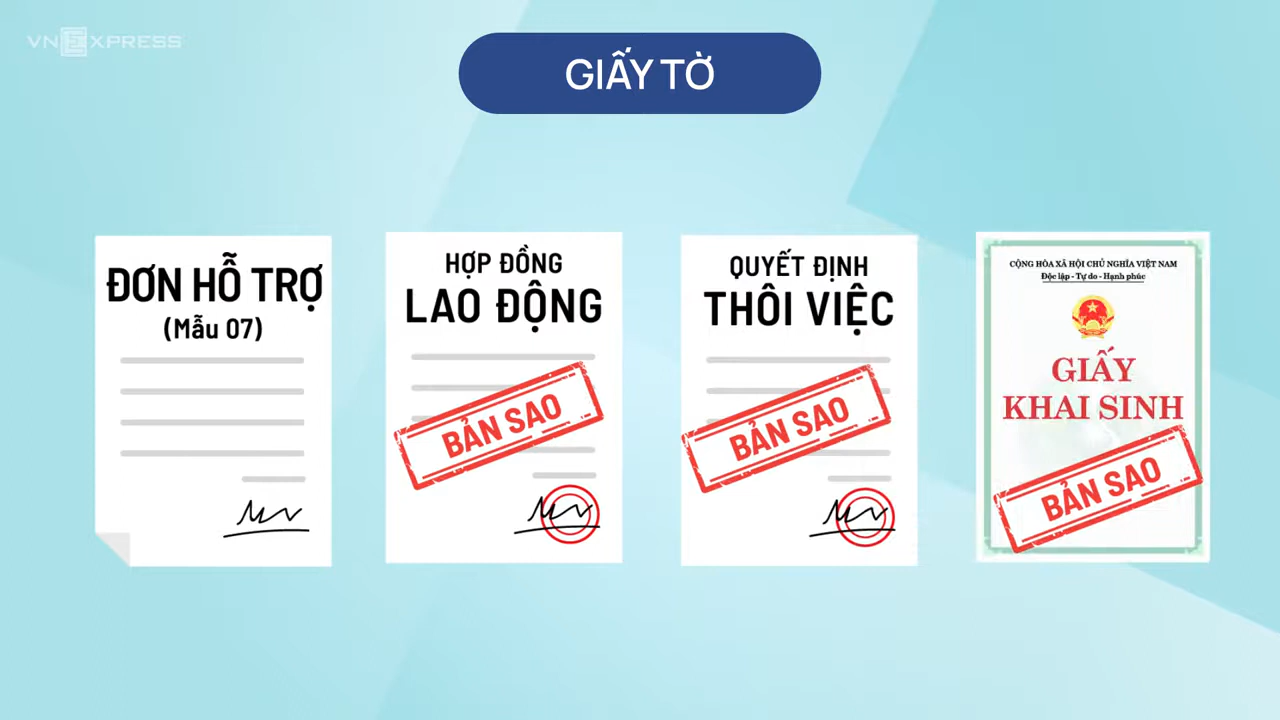 VNEXPRESS
GIẤY TỜ
ĐƠN HỖ TRỢ
(Mẫu 07)
HỢP ĐỒNG
LAO ĐỘNG
BẢN SAO
QUYẾT ĐỊNH
THÔI VIỆC
BẢN SAO
CỘNG HÒA XÃ HỘI CHỦ NGHĨA VIỆT NAM
Độc lập - Tự do - Hạnh phúc
GIẤY
KHAI SINH
BẢN SAO